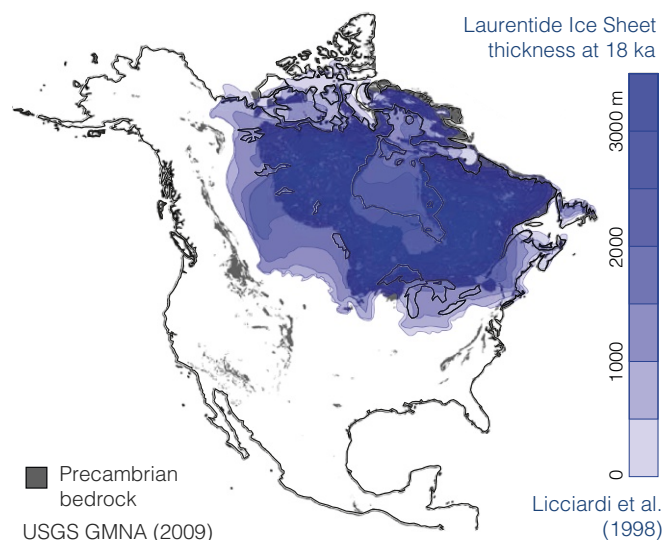 Laurentide Ice Sheet
thickness at 18 ka
3000 m
2000
1000
0
Precambrian
bedrock
USGS GMNA (2009)
Licciardi et al.
(1998)